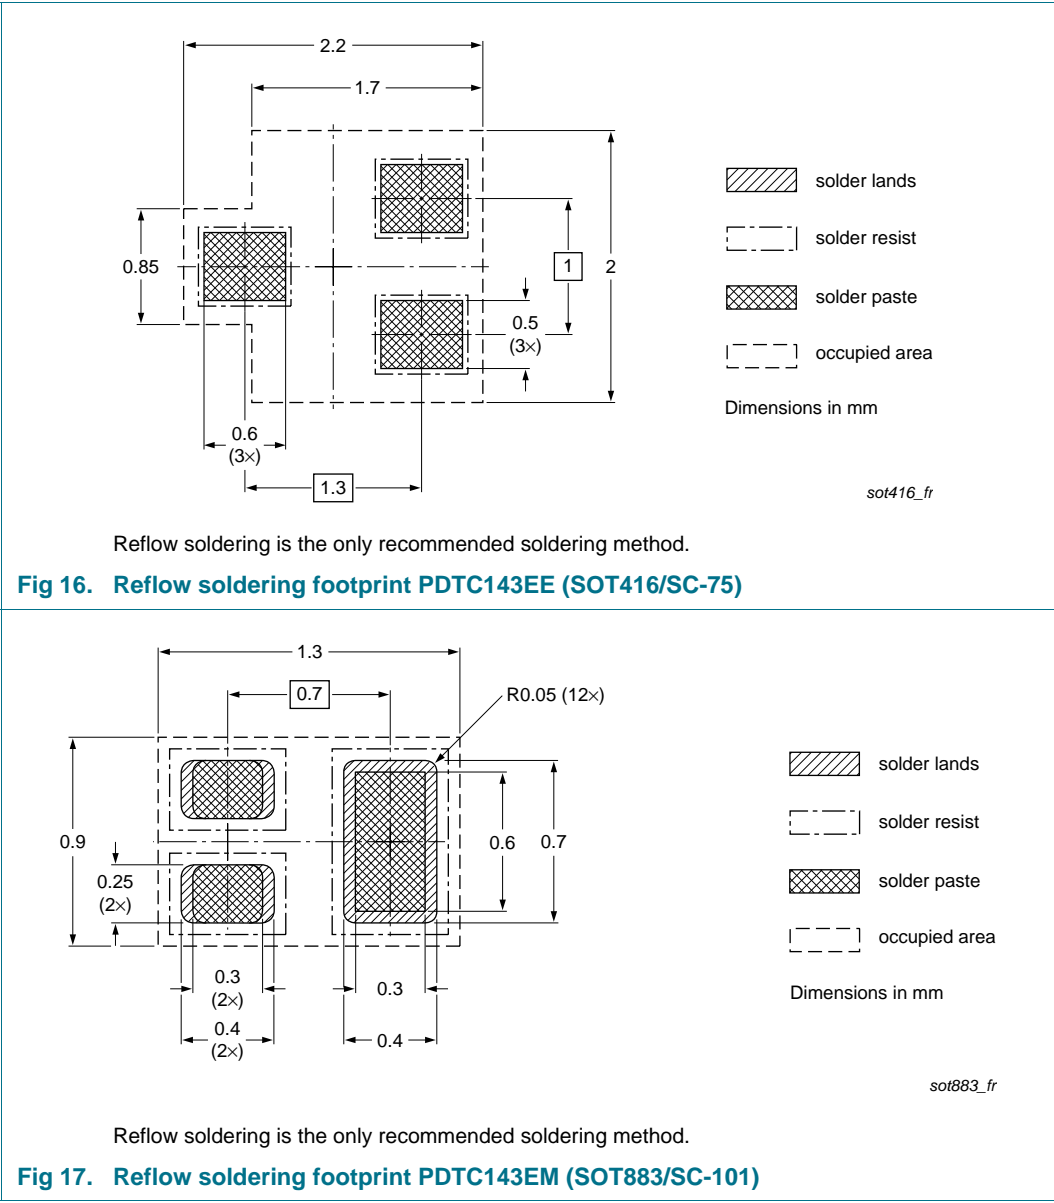 2.2
1.7
0.85
1
2
0.5
(3×)
0.6
(3×)
1.3
solder lands
solder resist
solder paste
occupied area
Dimensions in mm
sot416_fr
Reflow soldering is the only recommended soldering method.
Fig 16. Reflow soldering footprint PDTC143EE (SOT416/SC-75)
1.3
0.7
R0.05 (12×)
0.9
0.25
(2×)
0.6
0.7
0.3
(2×)
0.3
0.4
(2×)
0.4
solder lands
solder resist
solder paste
occupied area
Dimensions in mm
sot883_fr
Reflow soldering is the only recommended soldering method.
Fig 17. Reflow soldering footprint PDTC143EM (SOT883/SC-101)